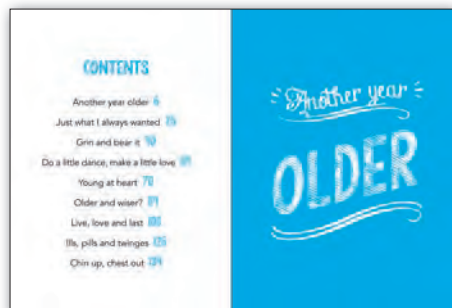 CONTENTS
Another year older 6
Just what I always wanted
Grin and bear it
Do a little dance, make a little love
Young at heart
Older and wiser?
Live, love and last
Ills, pills and twinges
Chin up, chest out
Another year
OLDER